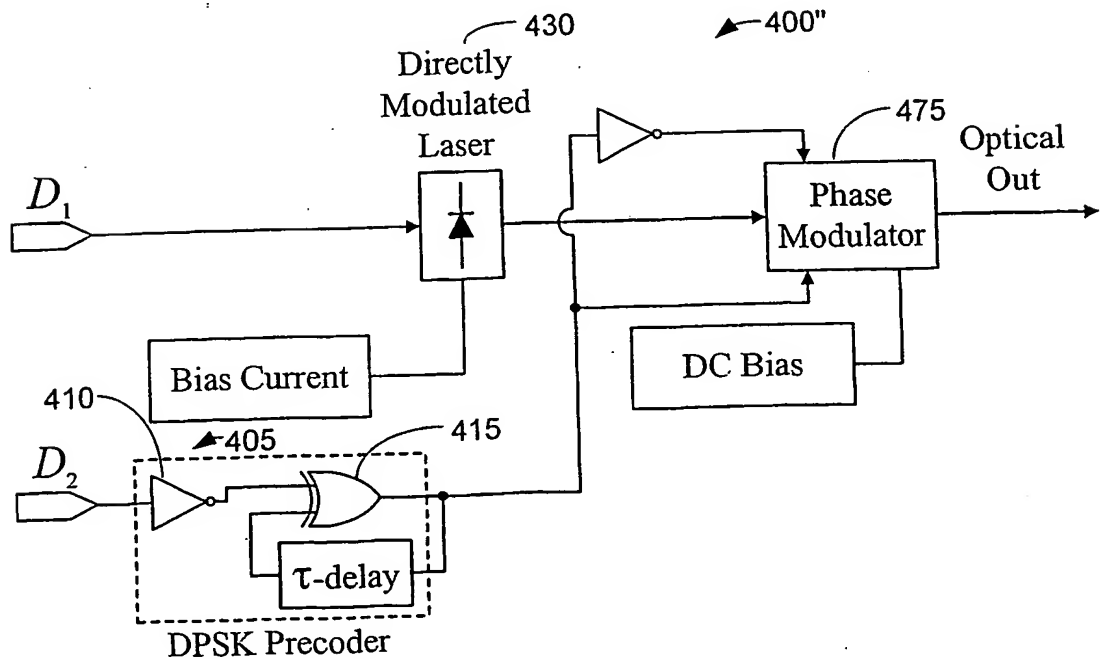 430
400"
Directly
Modulated
Laser
475
Optical
Out
D1
Phase
Modulator
Bias Current
DC Bias
410
405
415
D2
τ-delay
DPSK Precoder